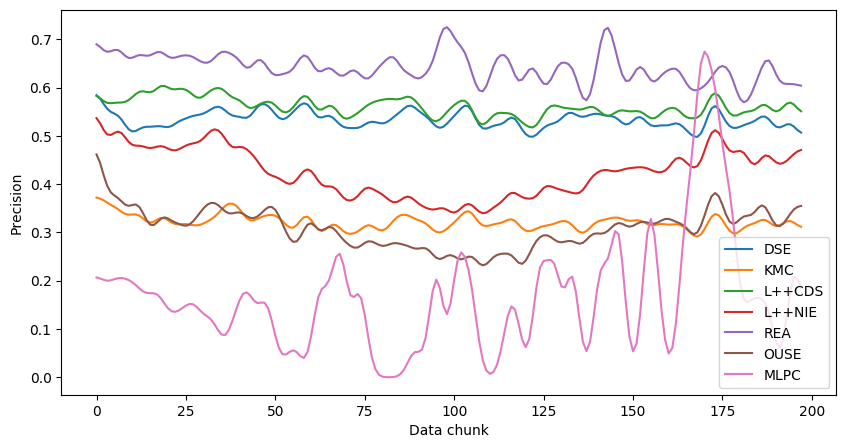 Precision
0.7
0.6
0.5
0.4
0.3
0.2
0.1
0.0
0 25 50 75 100 125 150 175 200
Data chunk
DSE
KMC
L++CDS
L++NIE
REA
OUSE
MLPC